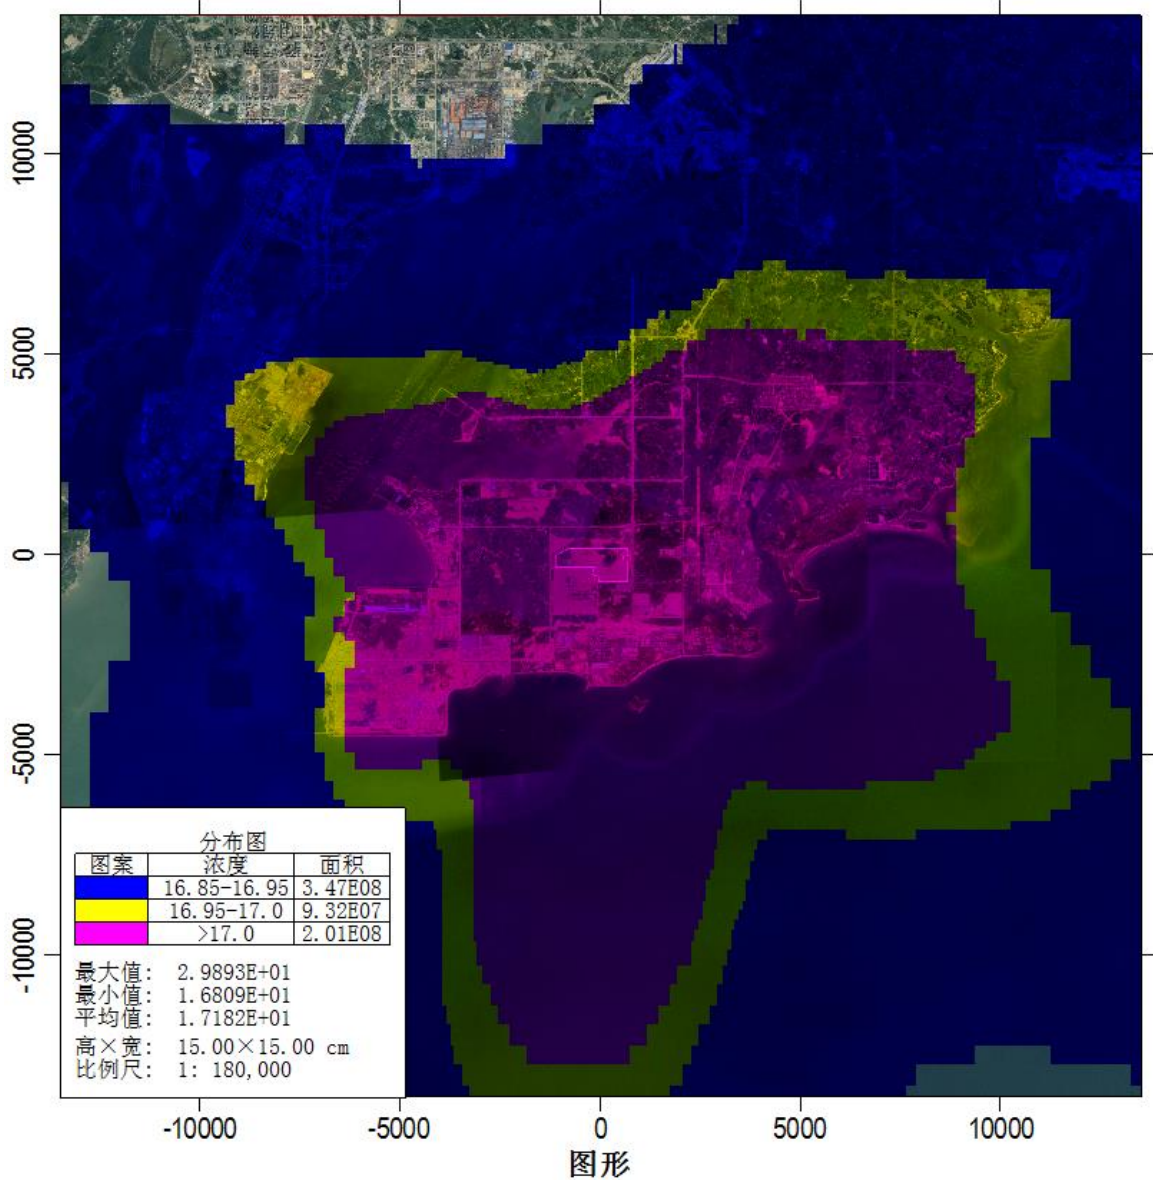 10000
5000
0
-5000
-10000
分布图
图案 浓度 面积
16.85-16.95 3.47E08
16.95-17.0 9.32E07
>17.0 2.01E08
最大值: 2.9893E+01
最小值: 1.6809E+01
平均值: 1.7182E+01
高×宽: 15.00×15.00 cm
比例尺: 1: 180,000
-10000 -5000 0 5000 10000
图形